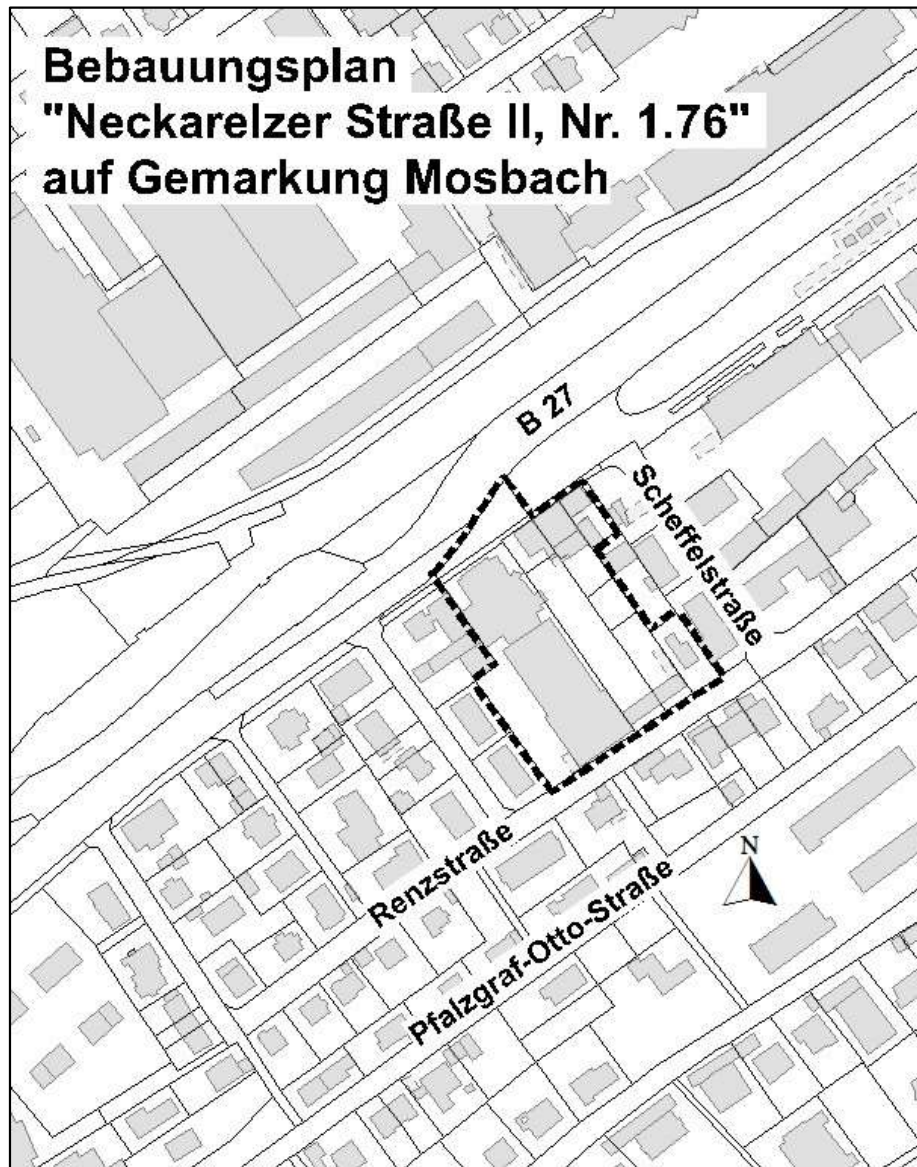 Bebauungsplan
"Neckarelzer Straße II, Nr. 1.76"
auf Gemarkung Mosbach
B 27
Scheffelstraße
Renzstraße
N
Pfalzgraf-Otto-Straße